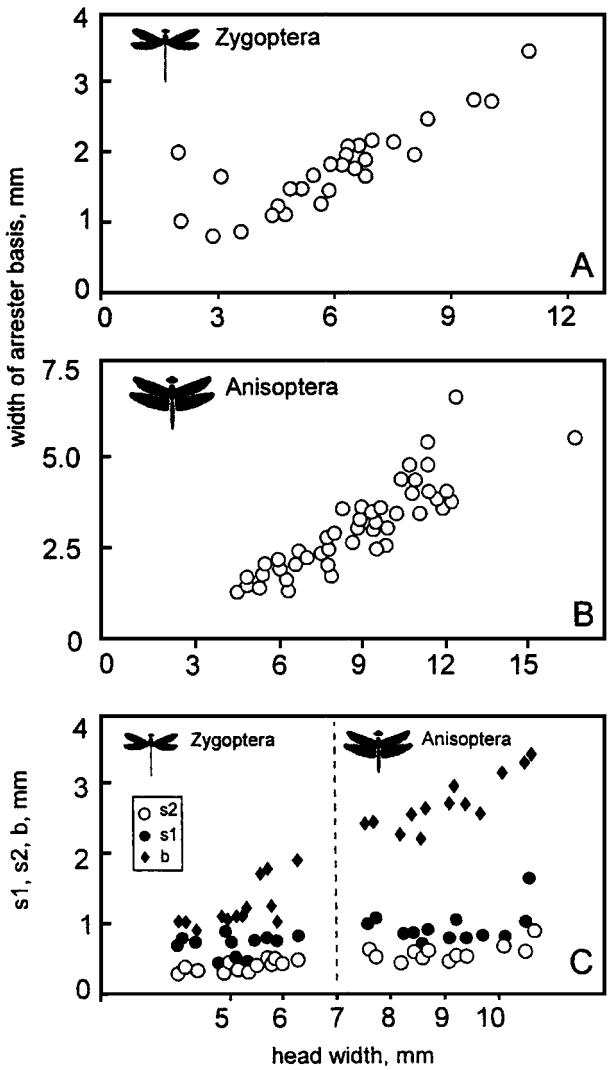 width of arrester basis, mm
4
3
2
1
0
Zygoptera
A
0 3 6 9 12
7.5
5.0
2.5
0
Anisoptera
B
0 3 6 9 12 15
s1, s2, b, mm
4
3
2
1
0
Zygoptera
Anisoptera
s2
s1
b
C
5 6 7 8 9 10
head width, mm